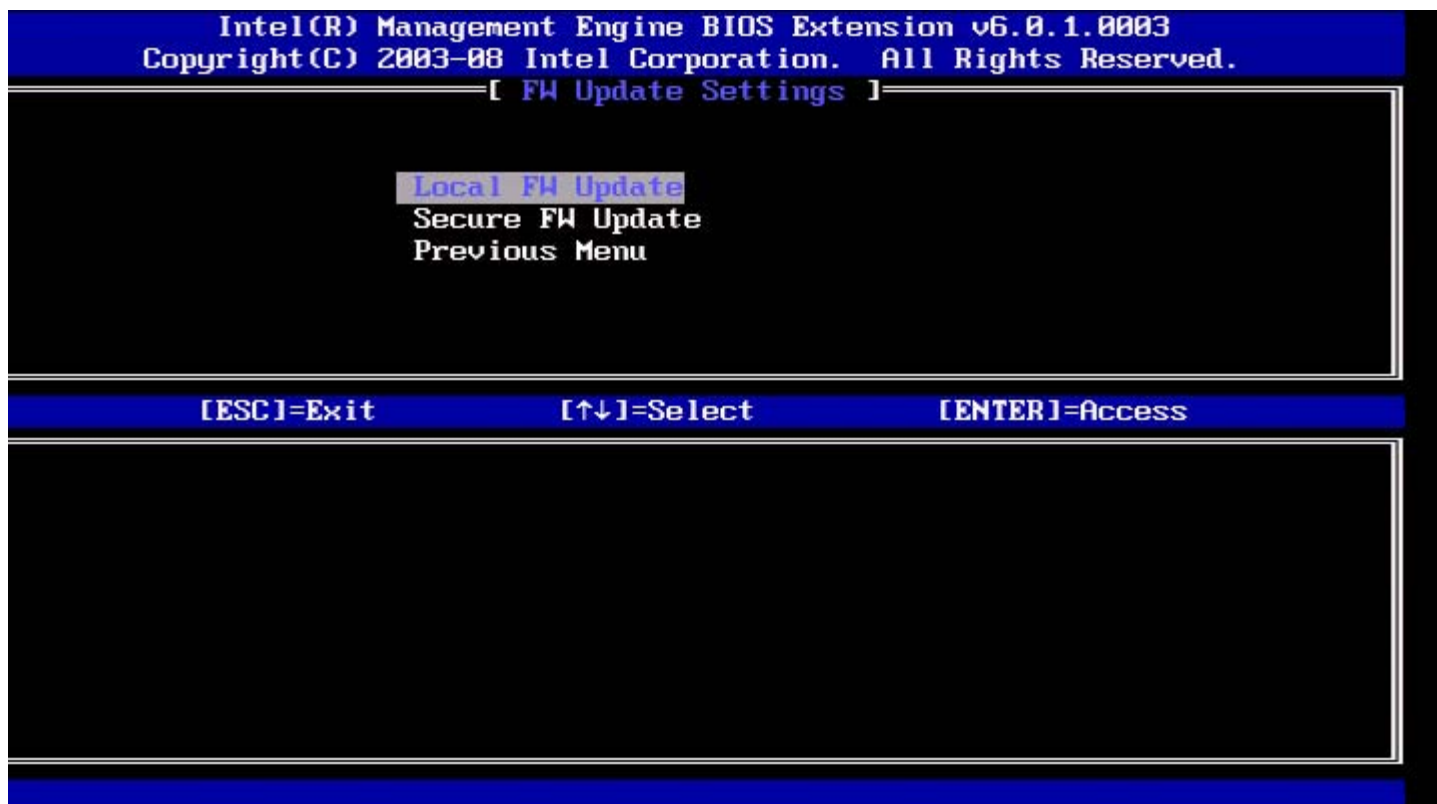 Intel(R) Management Engine BIOS Extension v6.0.1.0003
Copyright(C) 2003-08 Intel Corporation. All Rights Reserved.
[ FW Update Settings ]
Local FW Update
Secure FW Update
Previous Menu
[ESC]=Exit [↑↓]=Select [ENTER]=Access